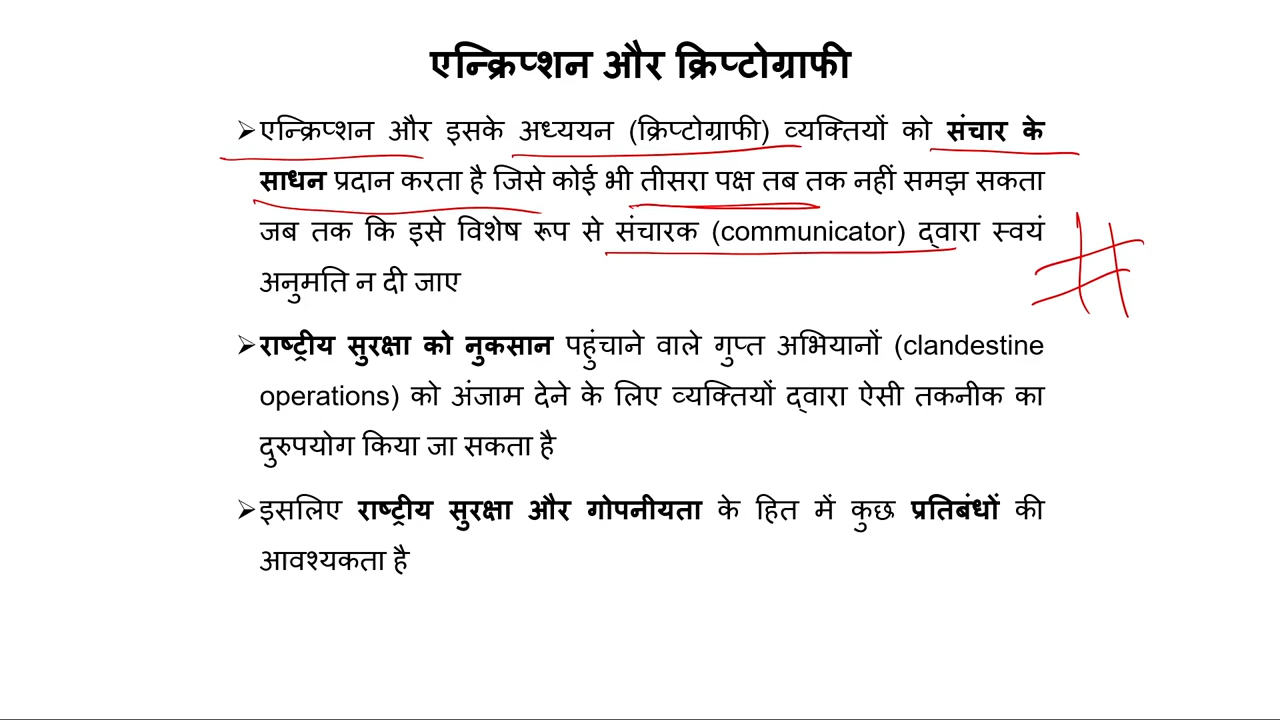 एन्क्रिप्शन और क्रिप्टोग्राफी
➢एन्क्रिप्शन और इसके अध्ययन (क्रिप्टोग्राफी) व्यक्तियों को संचार के
साधन प्रदान करता है जिसे कोई भी तीसरा पक्ष तब तक नहीं समझ सकता
जब तक कि इसे विशेष रूप से संचारक (communicator) द्वारा स्वयं
अनुमति न दी जाए
#
➢राष्ट्रीय सुरक्षा को नुकसान पहुंचाने वाले गुप्त अभियानों (clandestine
operations) को अंजाम देने के लिए व्यक्तियों द्वारा ऐसी तकनीक का
दुरुपयोग किया जा सकता है
➢इसलिए राष्ट्रीय सुरक्षा और गोपनीयता के हित में कुछ प्रतिबंधों की
आवश्यकता है